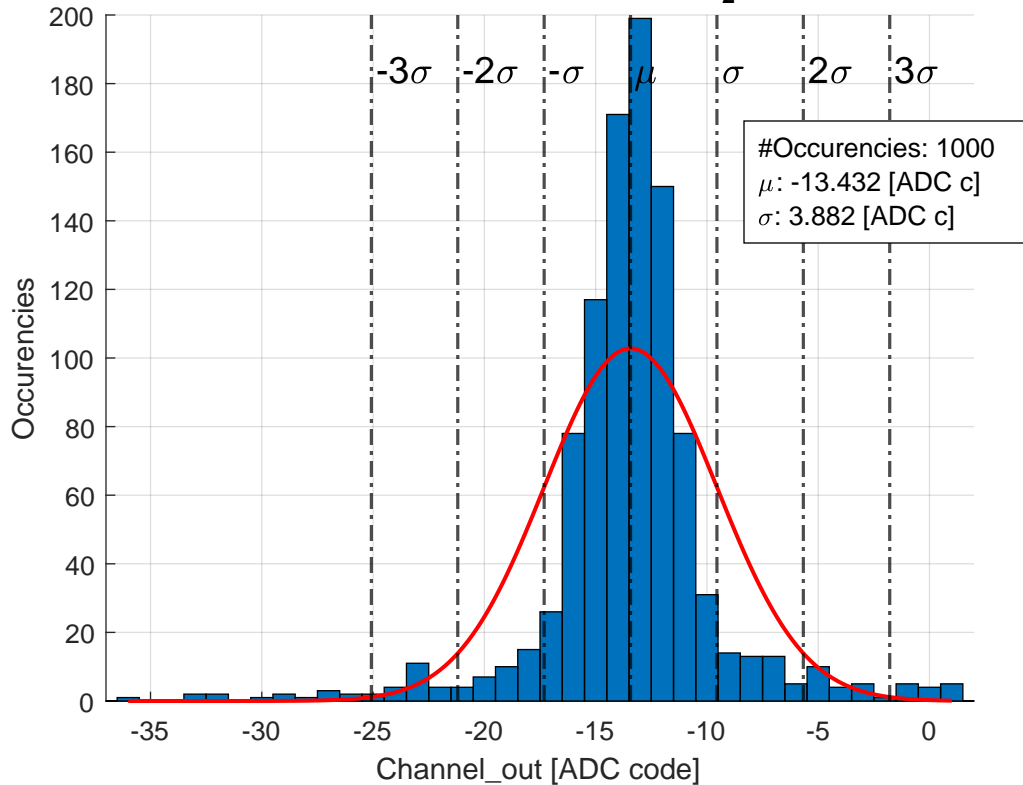 2
200
180
160
140
120
100
80
60
40
20
0
Occurencies
-3σ -2σ -σ μ σ 2σ 3σ
#Occurencies: 1000
μ: -13.432 [ADC c]
σ: 3.882 [ADC c]
-35 -30 -25 -20 -15 -10 -5 0
Channel_out [ADC code]